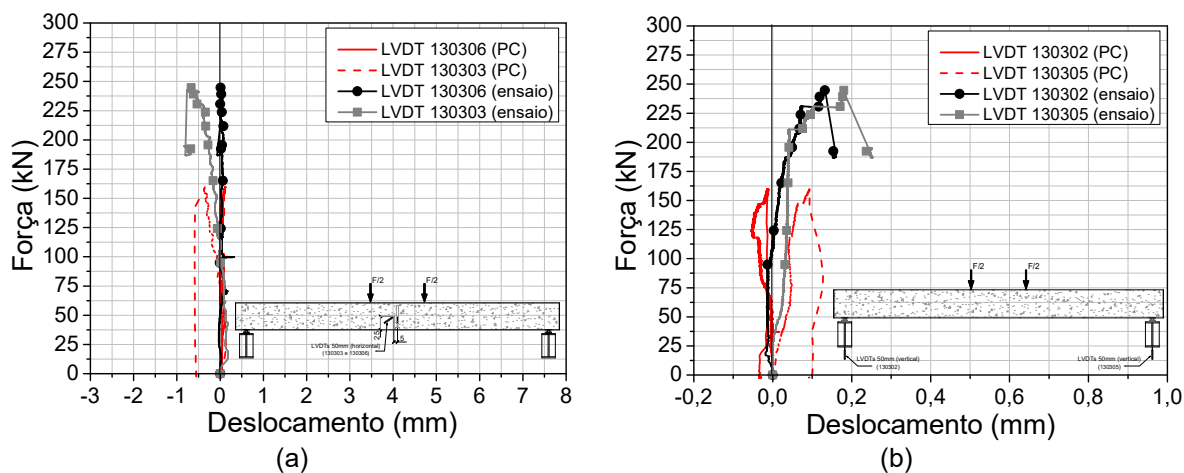 300
275
250
225
200
175
150
125
100
75
50
25
0
Força (kN)
-3 -2 -1 0 1 2 3 4 5 6 7 8
Deslocamento (mm)
LVDT 130306 (PC)
LVDT 130303 (PC)
LVDT 130306 (ensaio)
LVDT 130303 (ensaio)
F/2 F/2
2,5
5
LVDTs 50mm (horizontal)
(130303 e 130306)
(a)
300
275
250
225
200
175
150
125
100
75
50
25
0
Força (kN)
-0,2 0,0 0,2 0,4 0,6 0,8 1,0
Deslocamento (mm)
LVDT 130302 (PC)
LVDT 130305 (PC)
LVDT 130302 (ensaio)
LVDT 130305 (ensaio)
F/2 F/2
LVDTs 50mm (vertical)
(130302)
LVDTs 50mm (vertical)
(130305)
(b)